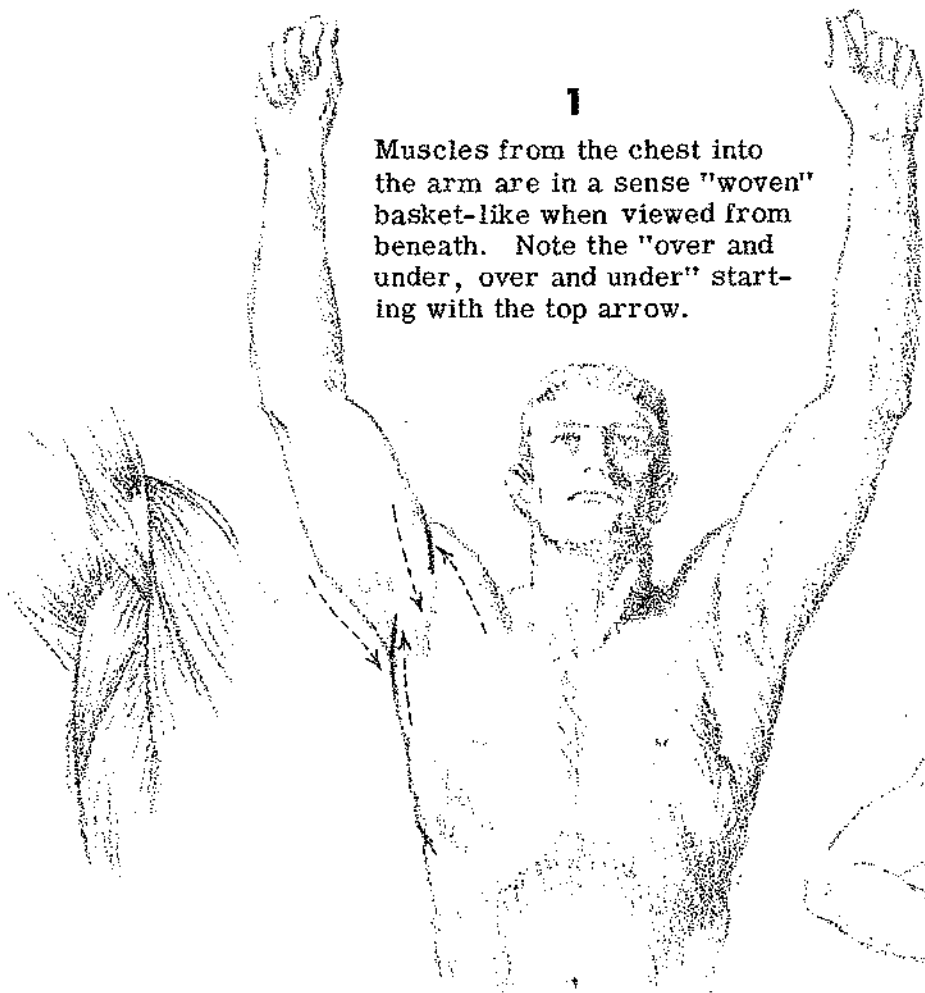 1
Muscles from the chest into
the arm are in a sense "woven"
basket-like when viewed from
beneath. Note the "over and
under, over and under" start-
ing with the top arrow.